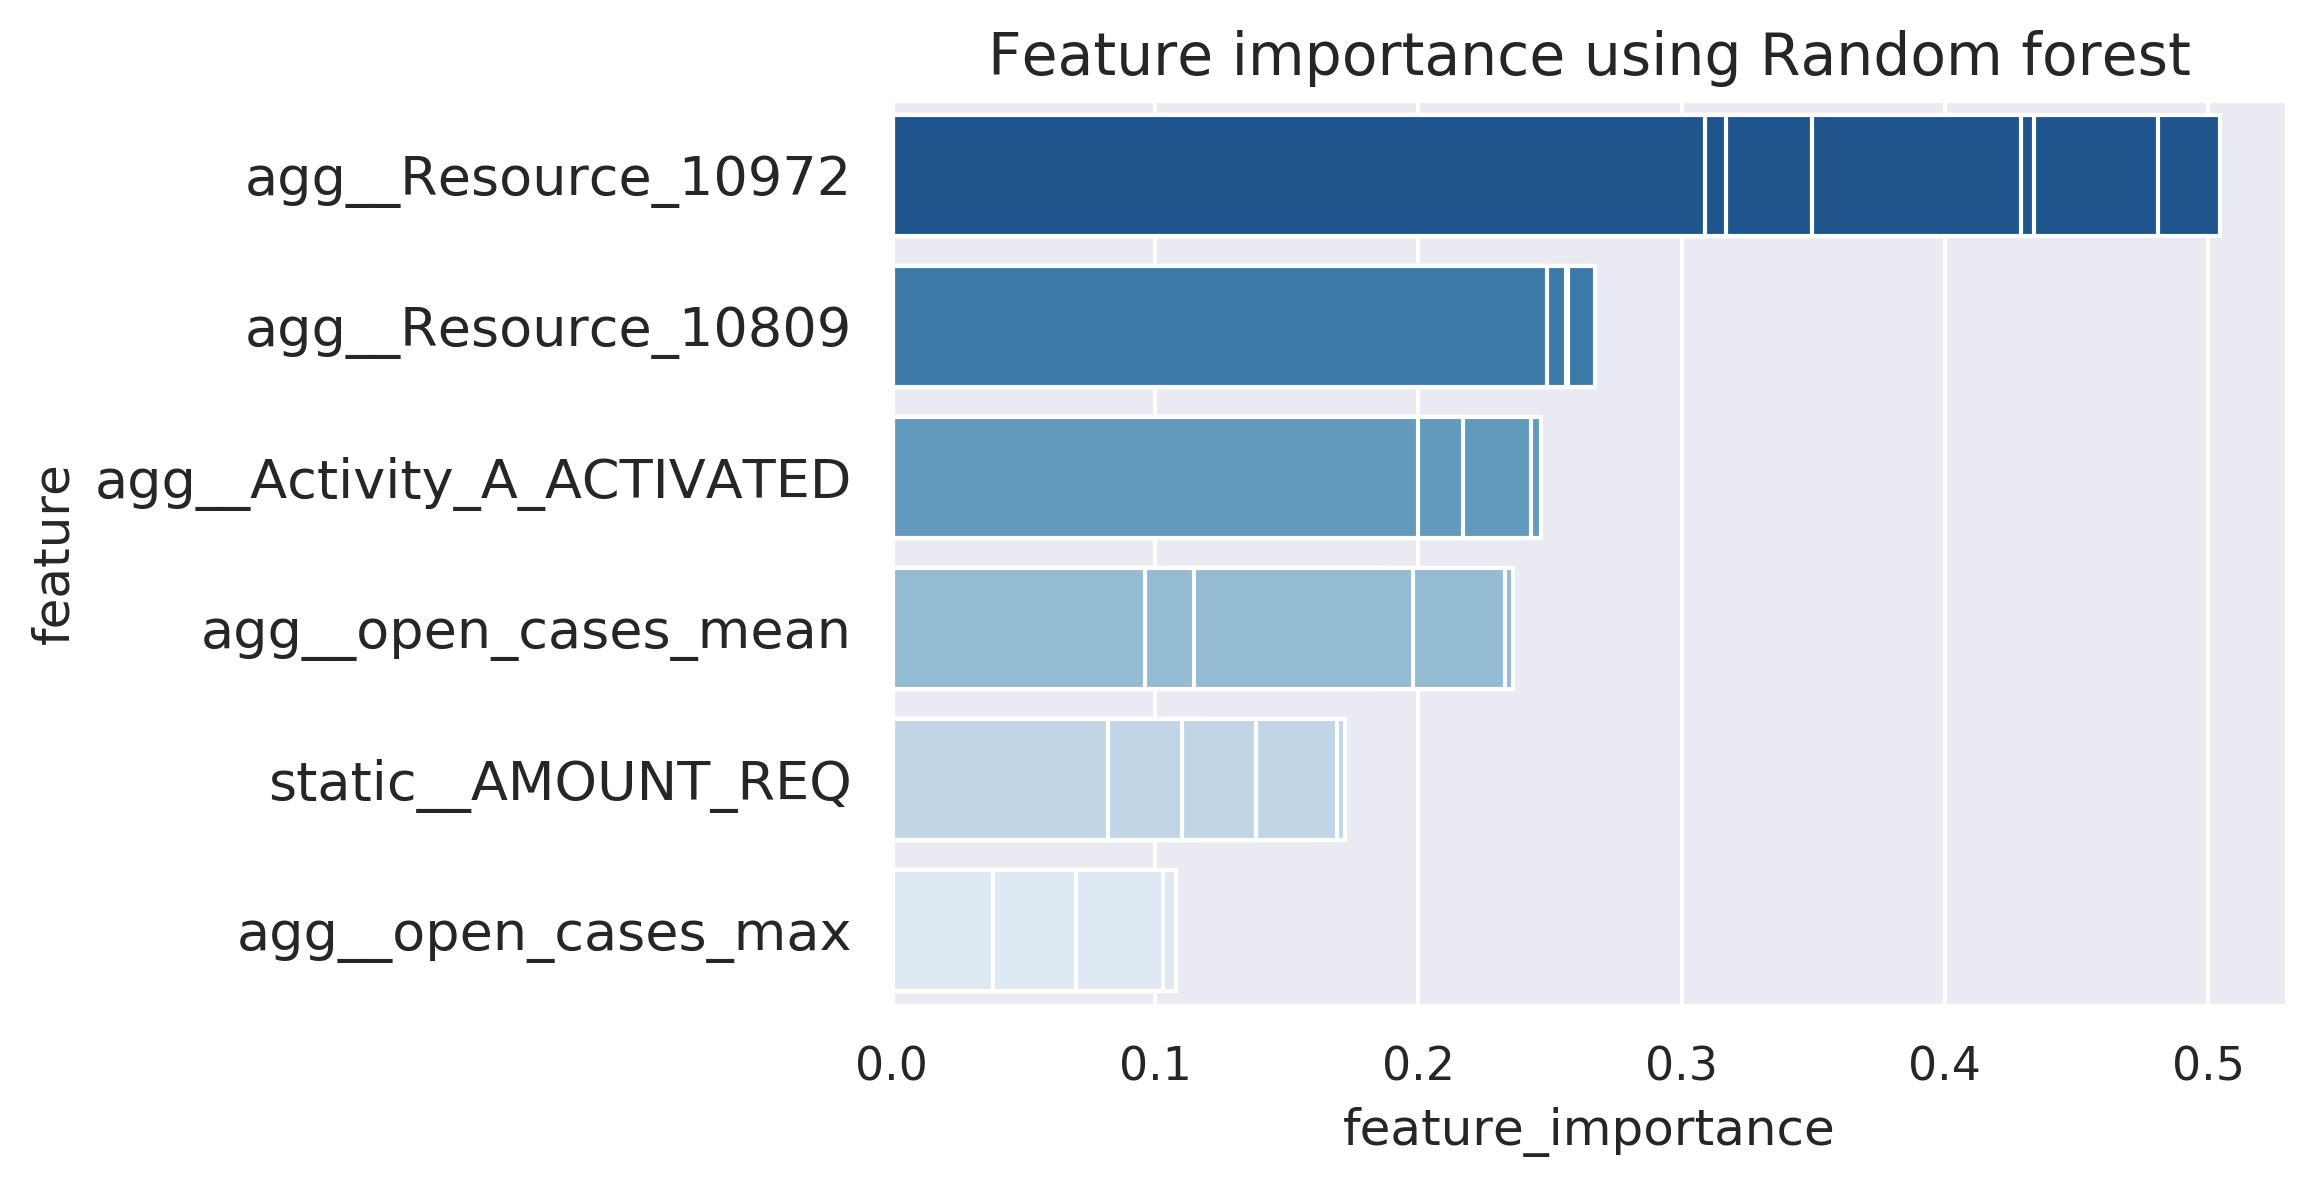 Feature importance using Random forest
agg__Resource_10972
agg__Resource_10809
agg__Activity_A_ACTIVATED
agg__open_cases_mean
static__AMOUNT_REQ
agg__open_cases_max
feature
0.0 0.1 0.2 0.3 0.4 0.5
feature_importance